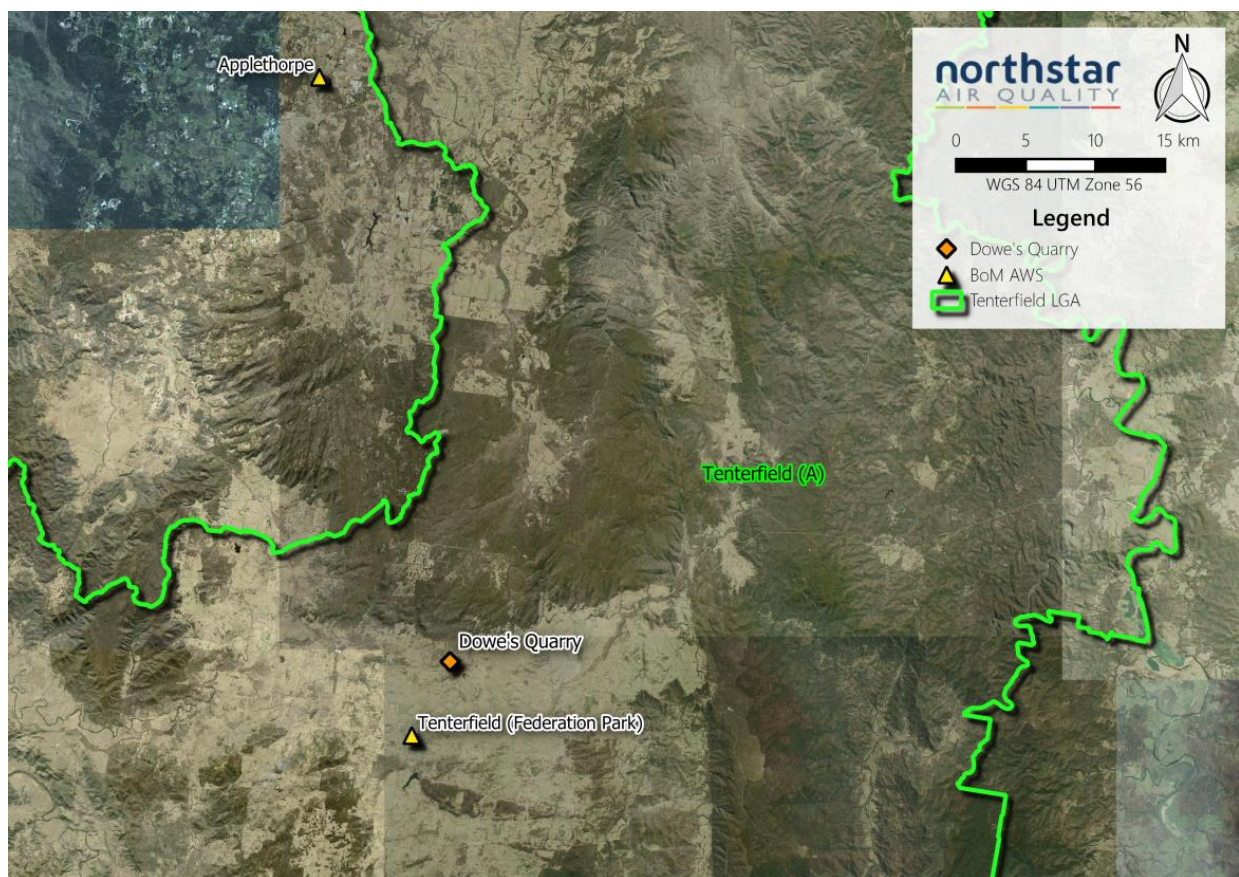 Applethorpe
northstar
AIR QUALITY
N
0 5 10 15 km
WGS 84 UTM Zone 56
Legend
Dowe's Quarry
BoM AWS
Tenterfield LGA
Tenterfield (A)
Dowe's Quarry
Tenterfield (Federation Park)